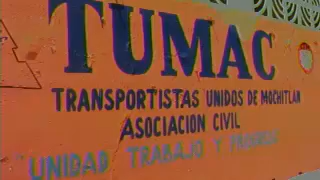 TUMAC
TRANSPORTISTAS UNIDOS DE MOCHITLAN
ASOCIACION CIVIL
"UNIDAD TRABAJO Y